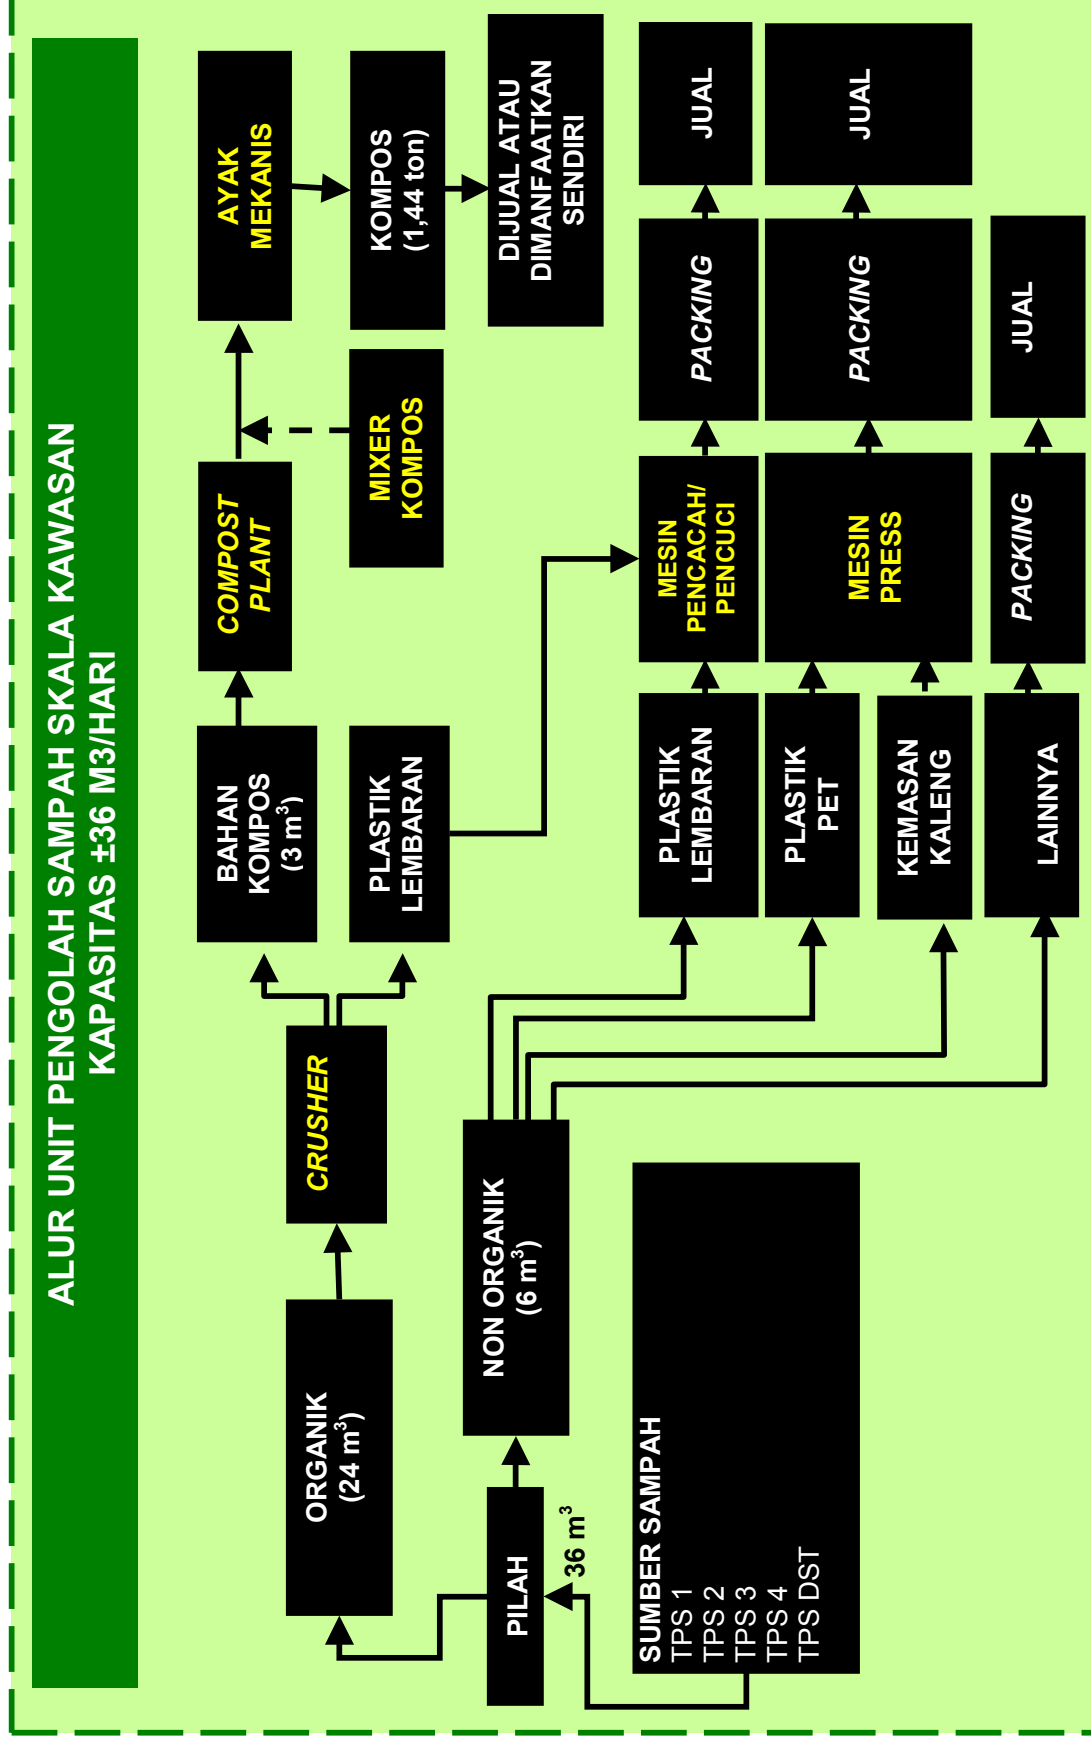 ALUR UNIT PENGOLAH SAMPAH SKALA KAWASAN
KAPASITAS ±36 M3/HARI
SUMBER SAMPAH
TPS 1
TPS 2
TPS 3
TPS 4
TPS DST
36 m³
PILAH
ORGANIK
(24 m³)
CRUSHER
BAHAN
KOMPOS
(3 m³)
COMPOST
PLANT
MIXER
KOMPOS
AYAK
MEKANIS
KOMPOS
(1,44 ton)
DIJUAL ATAU
DIMANFAATKAN
SENDIRI
PLASTIK
LEMBARAN
NON ORGANIK
(6 m³)
PLASTIK
LEMBARAN
MESIN
PENCACAH/
PENCUCI
PACKING
JUAL
PLASTIK
PET
KEMASAN
KALENG
MESIN
PRESS
PACKING
JUAL
LAINNYA
PACKING
JUAL